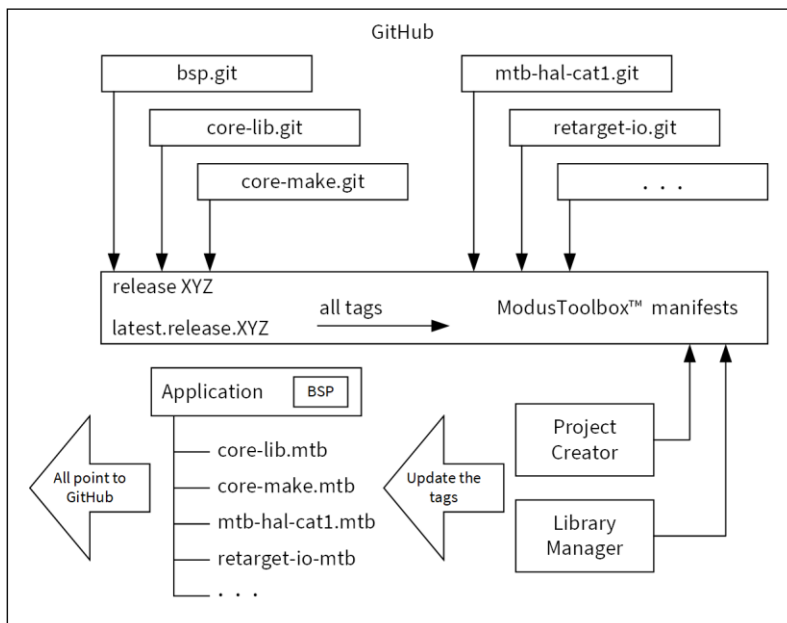 GitHub
bsp.git
mtb-hal-cat1.git
core-lib.git
retarget-io.git
core-make.git
. . .
release XYZ
latest.release.XYZ
all tags
ModusToolbox™ manifests
Application
BSP
core-lib.mtb
core-make.mtb
mtb-hal-cat1.mtb
retarget-io-mtb
. . .
All point to
GitHub
Update the
tags
Project
Creator
Library
Manager